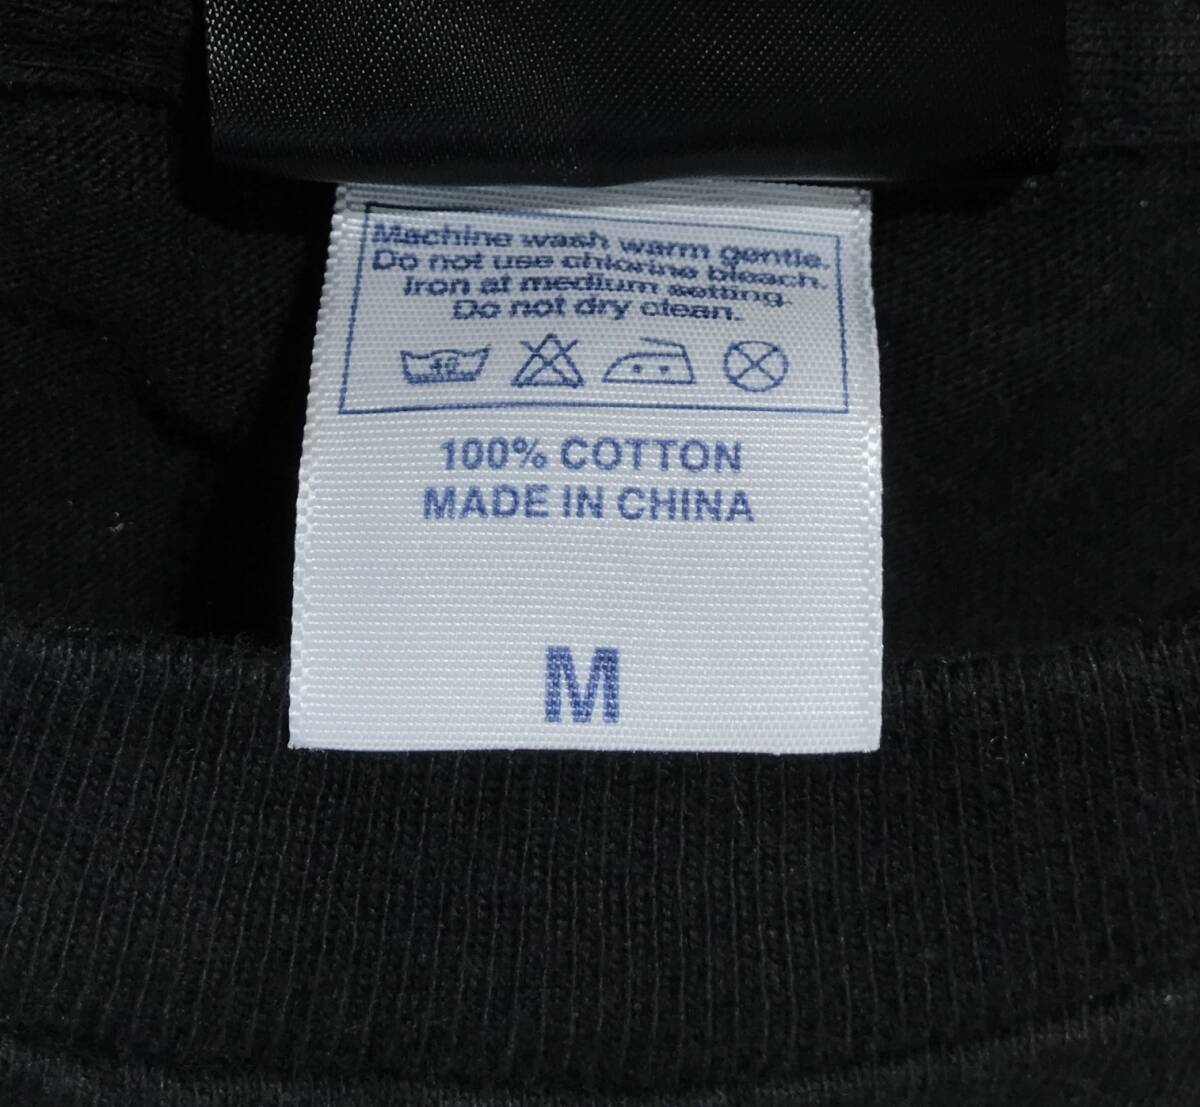 Machine wash warm gentle.
Do not use chlorine bleach.
Iron at medium setting.
Do not dry clean.
40
100% COTTON
MADE IN CHINA
M